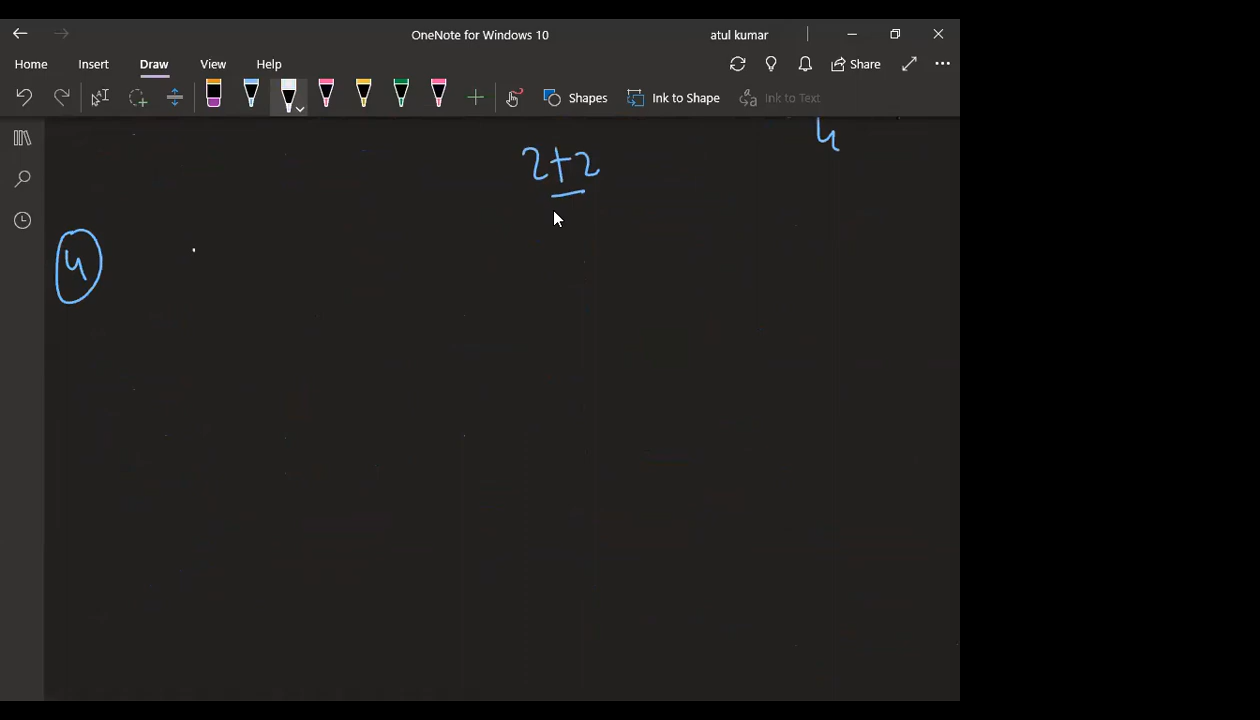 OneNote for Windows 10 atul kumar
Home Insert Draw View Help Share
Shapes Ink to Shape Ink to Text
4
2+2
4